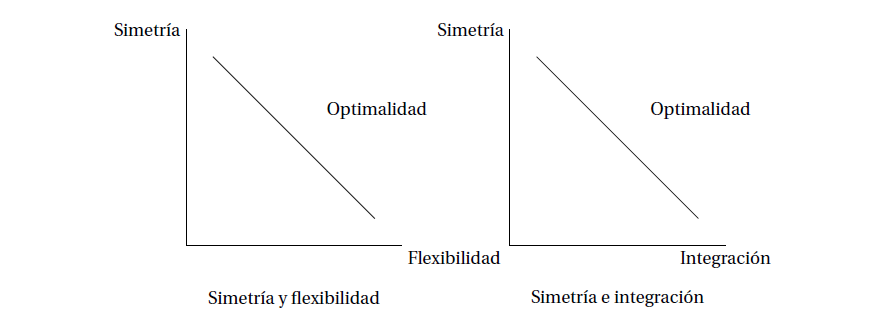 Simetría
Optimalidad
Flexibilidad
Simetría y flexibilidad
Simetría
Optimalidad
Integración
Simetría e integración